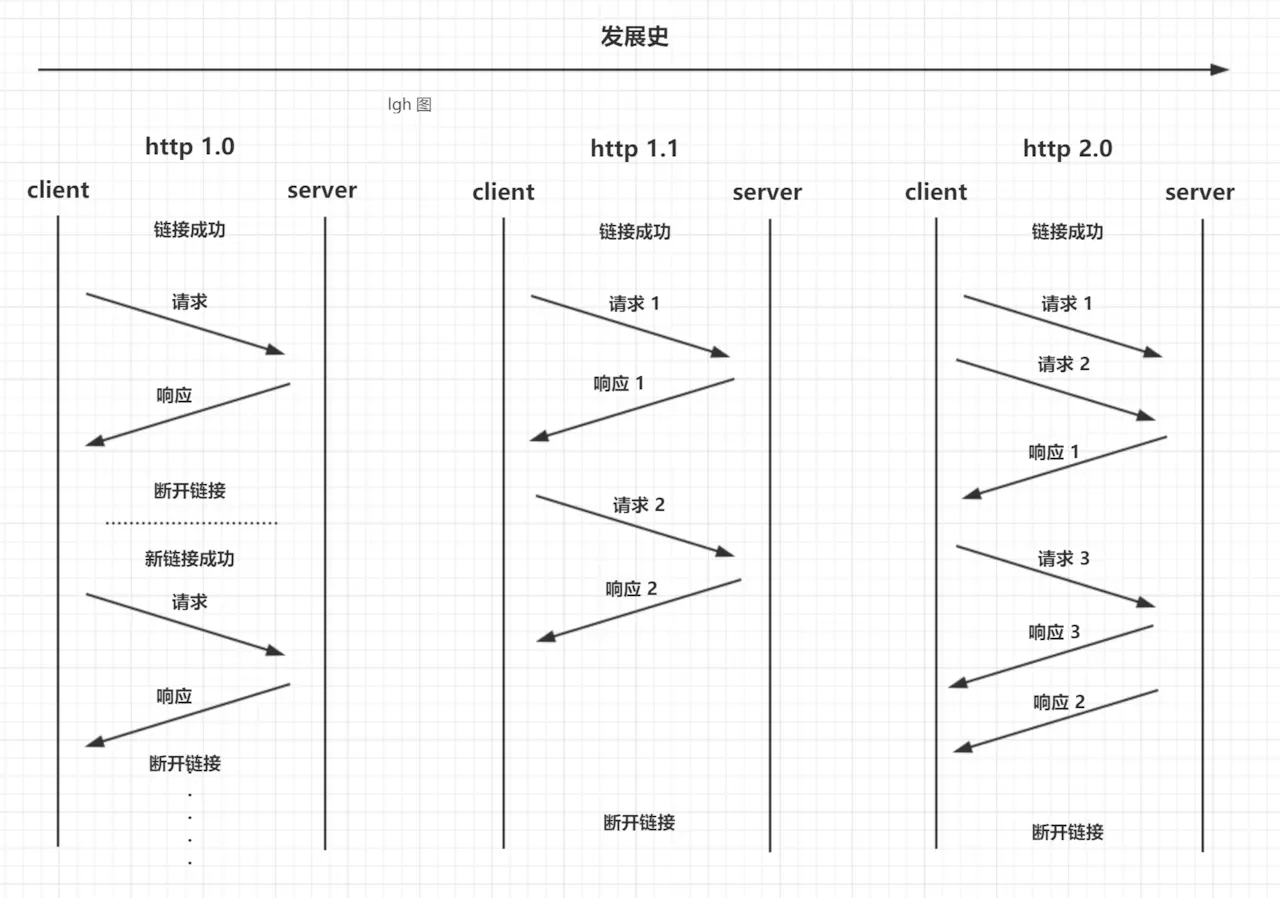 发展史
lgh 图
http 1.0
client
server
链接成功
请求
响应
断开链接
新链接成功
请求
响应
断开链接
http 1.1
client
server
链接成功
请求 1
响应 1
请求 2
响应 2
断开链接
http 2.0
client
server
链接成功
请求 1
请求 2
响应 1
请求 3
响应 3
响应 2
断开链接